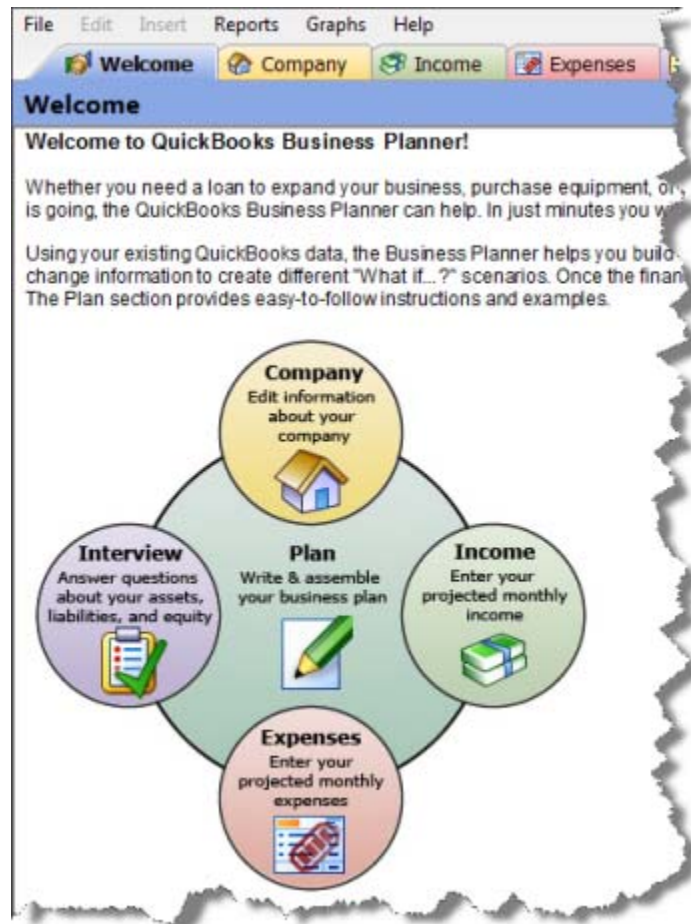 File Edit Insert Reports Graphs Help
Welcome Company Income Expenses
Welcome
Welcome to QuickBooks Business Planner!
Whether you need a loan to expand your business, purchase equipment, or
is going, the QuickBooks Business Planner can help. In just minutes you
Using your existing QuickBooks data, the Business Planner helps you build
change information to create different "What if...?" scenarios. Once the
The Plan section provides easy-to-follow instructions and examples.
Company
Edit information
about your
company
Interview
Answer questions
about your assets,
liabilities, and equity
Plan
Write & assemble
your business plan
Income
Enter your
projected monthly
income
Expenses
Enter your
projected monthly
expenses